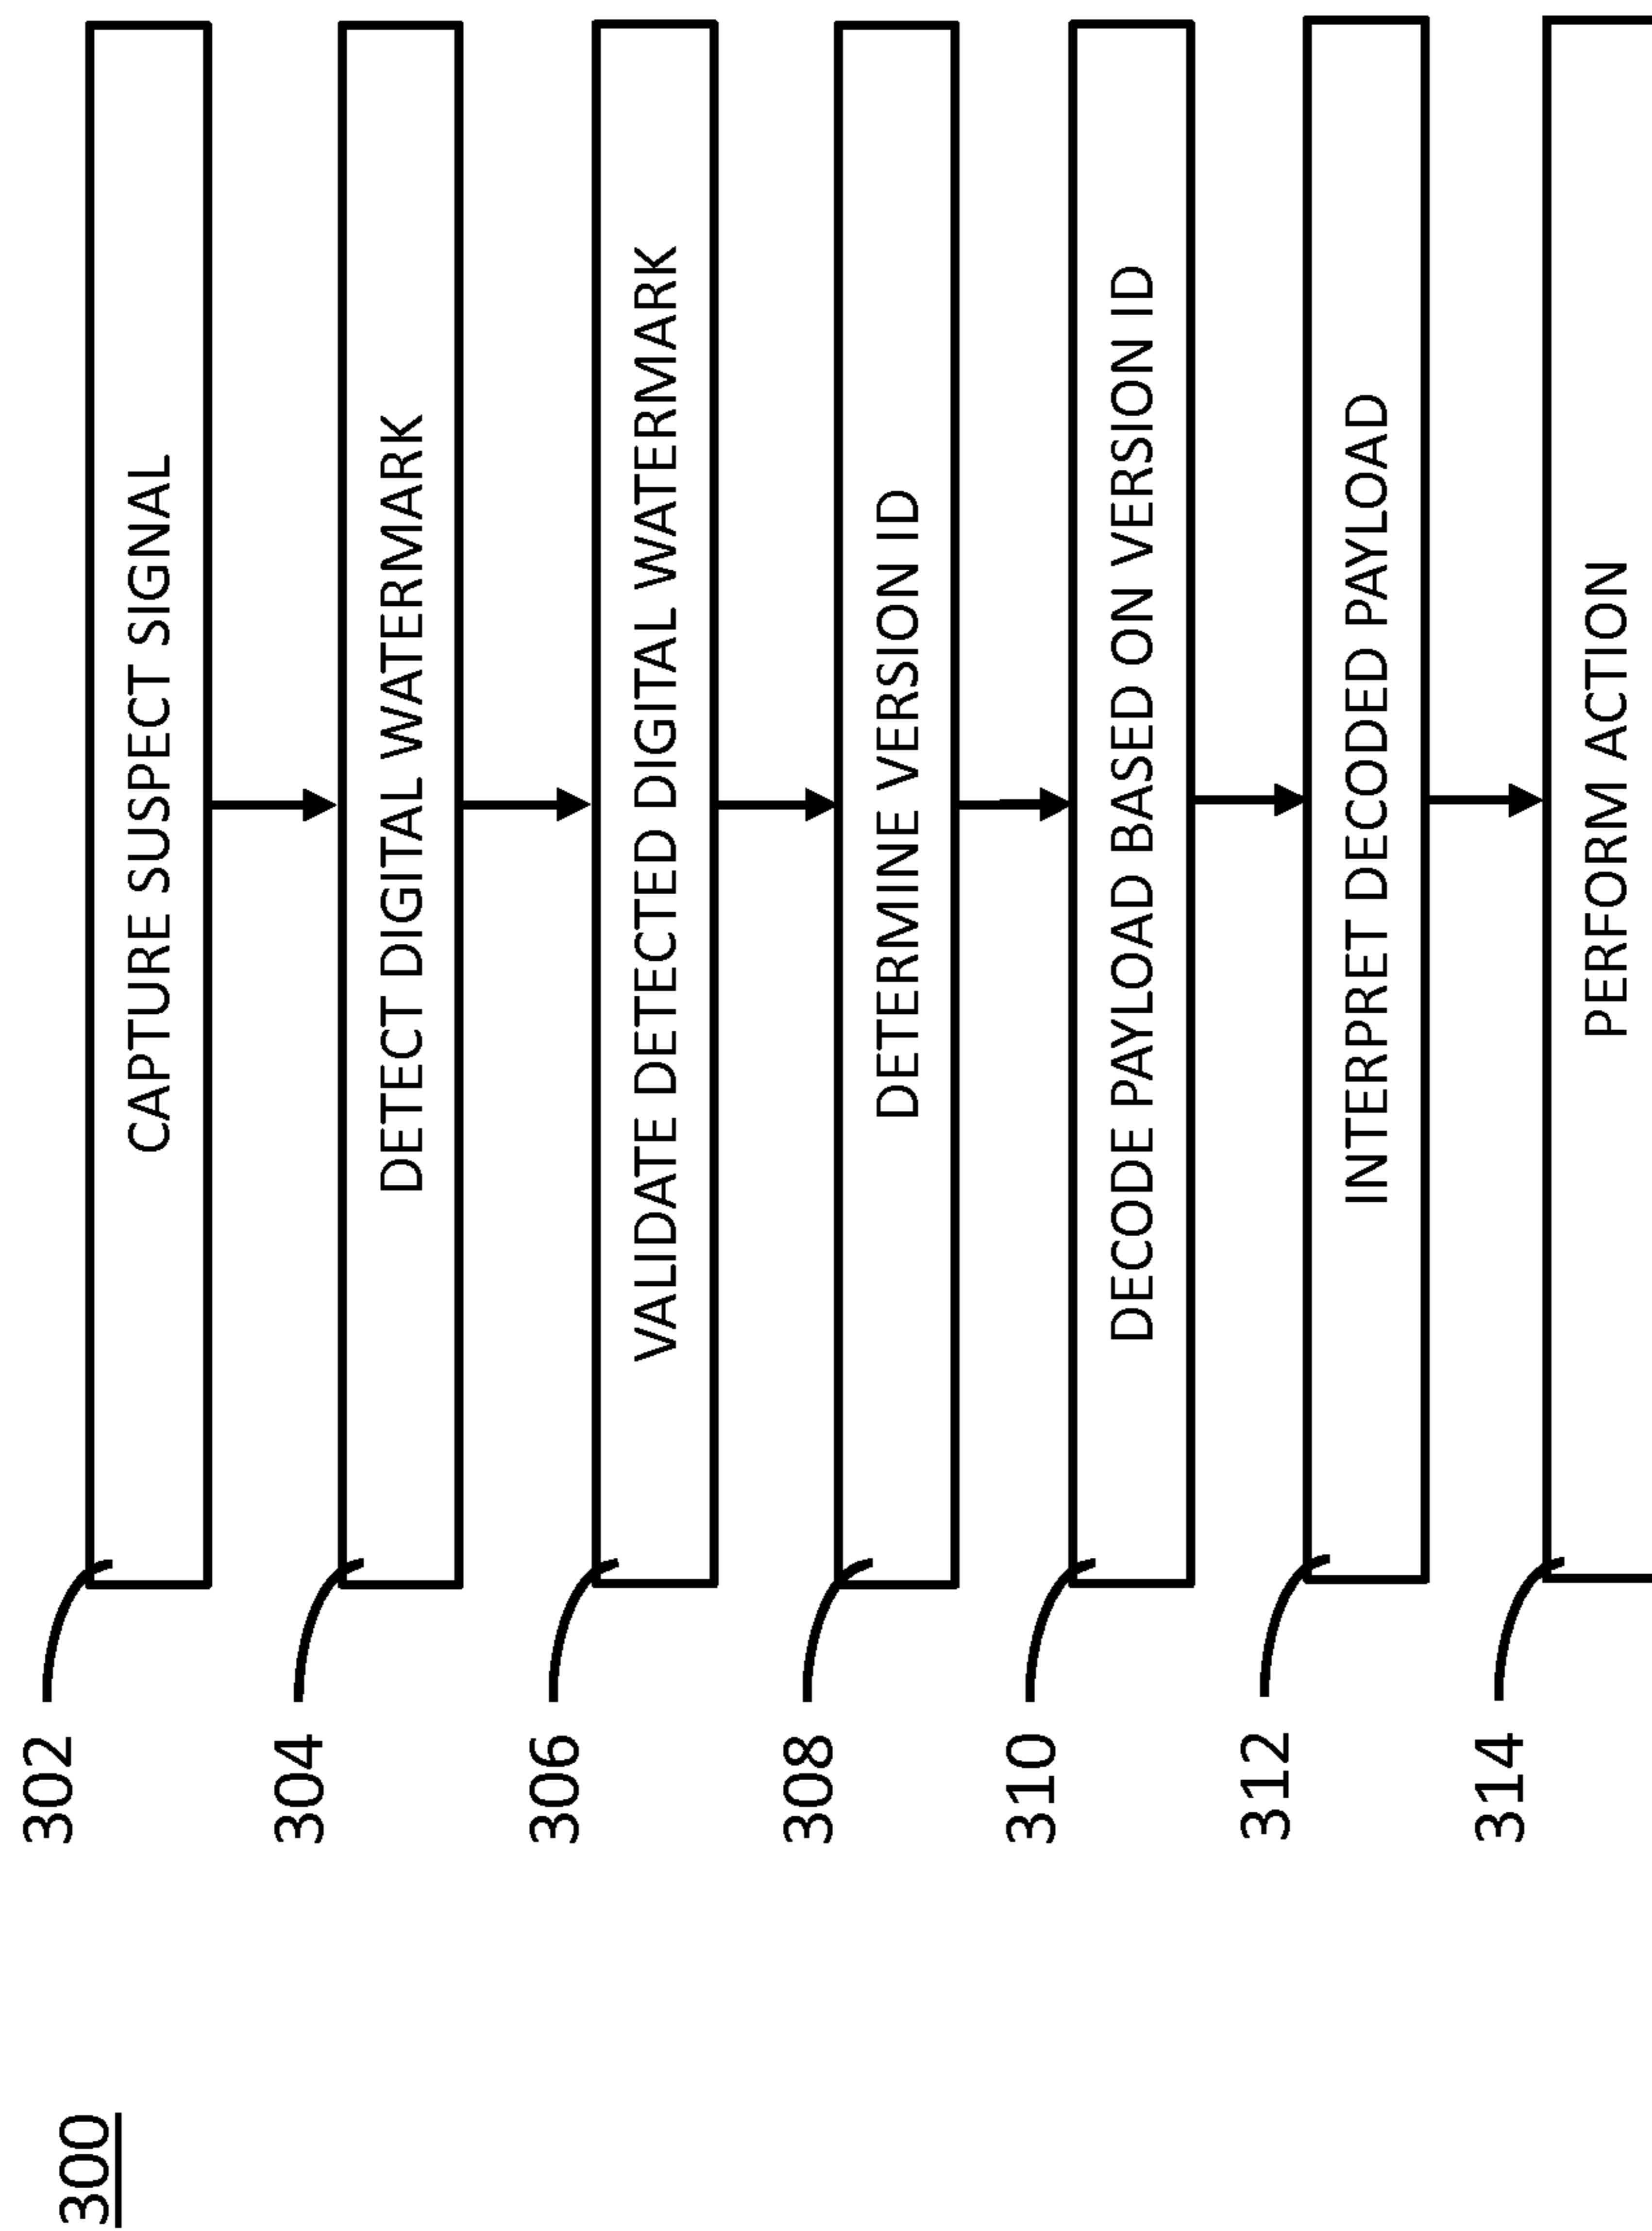 300
302
CAPTURE SUSPECT SIGNAL
304
DETECT DIGITAL WATERMARK
306
VALIDATE DETECTED DIGITAL WATERMARK
308
DETERMINE VERSION ID
310
DECODE PAYLOAD BASED ON VERSION ID
312
INTERPRET DECODED PAYLOAD
314
PERFORM ACTION